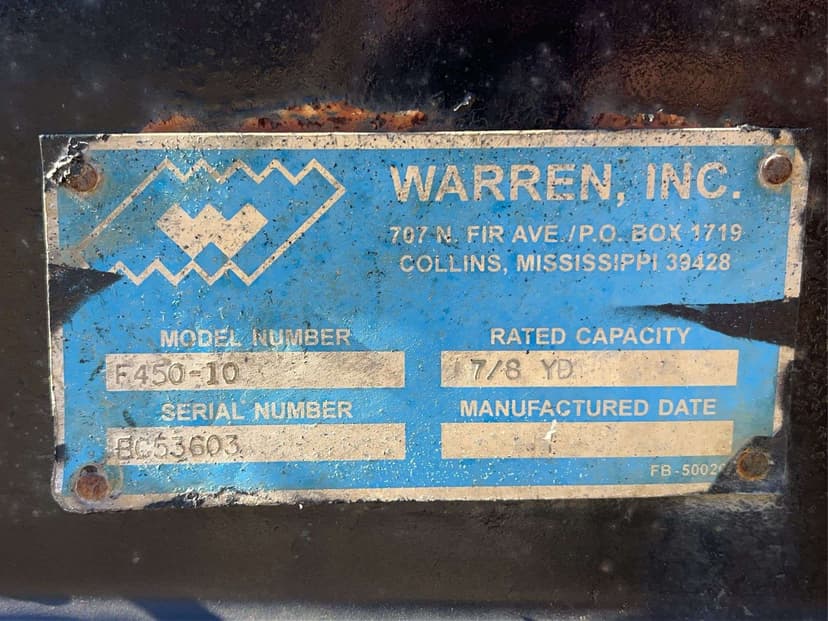 W
WARREN, INC.
707 N. FIR AVE./P.O. BOX 1719
COLLINS, MISSISSIPPI 39428
MODEL NUMBER
F450-10
RATED CAPACITY
7/8 YD
SERIAL NUMBER
BC53603
MANUFACTURED DATE